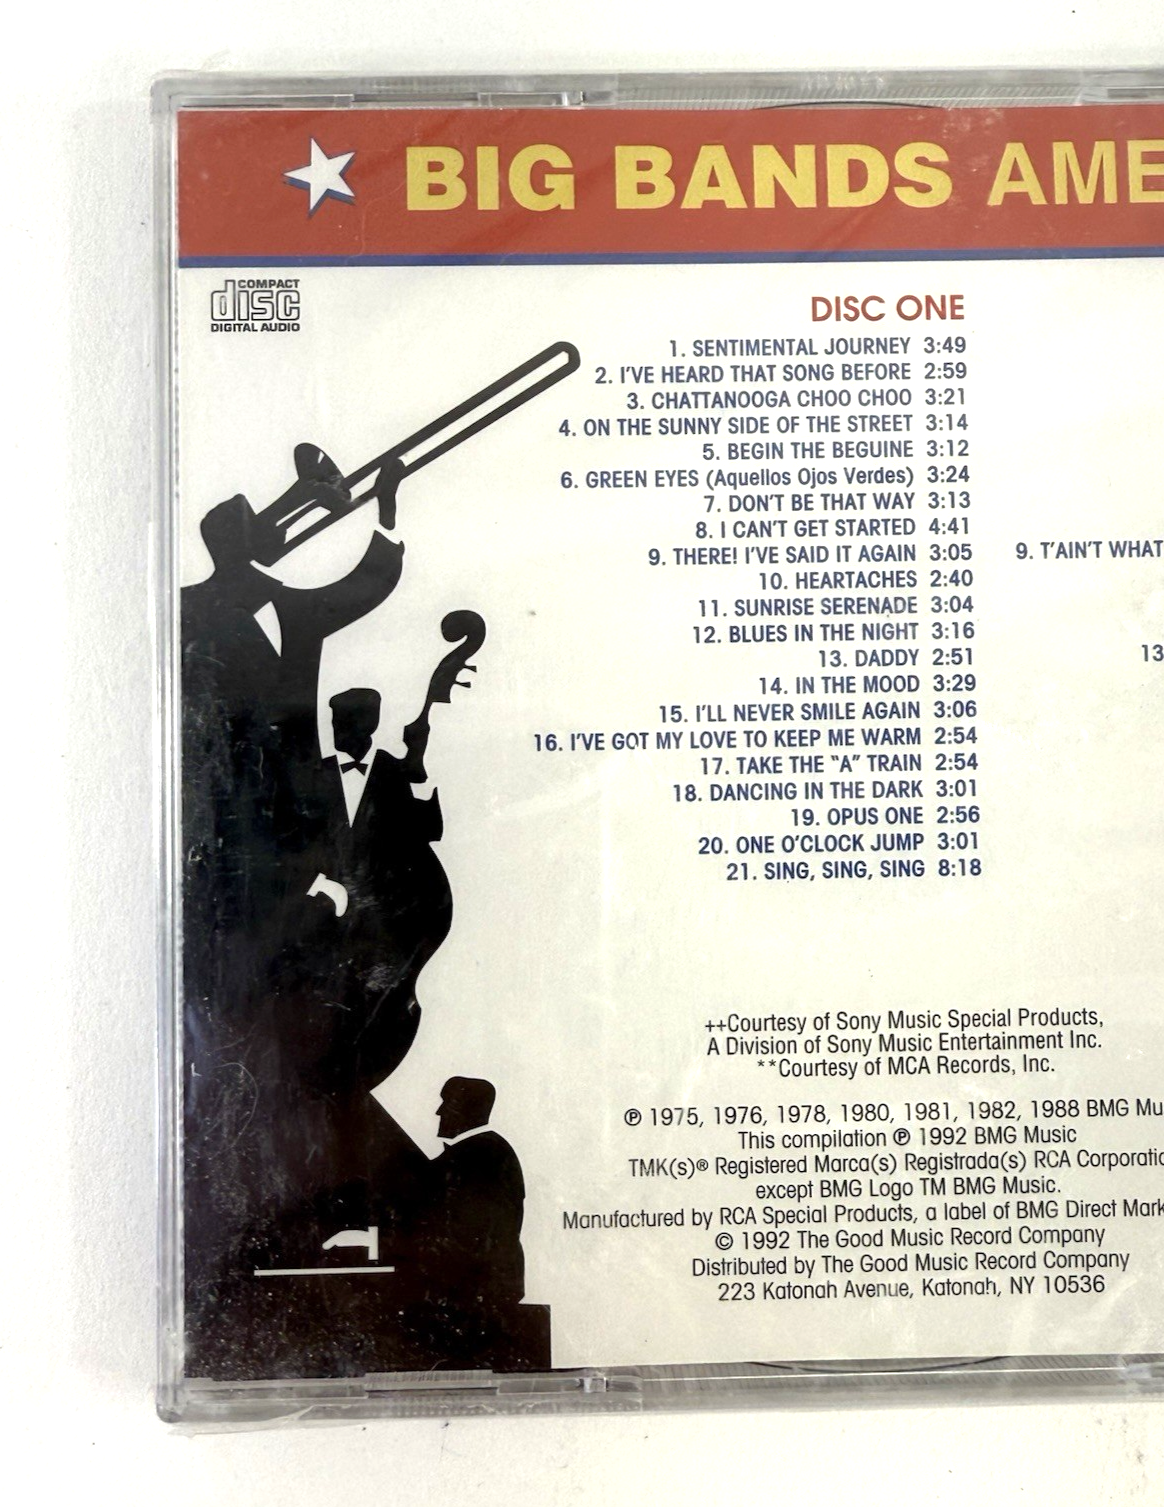 BIG BANDS AME
COMPACT
disc
DIGITAL AUDIO
DISC ONE
1. SENTIMENTAL JOURNEY 3:49
2. I'VE HEARD THAT SONG BEFORE 2:59
3. CHATTANOOGA CHOO CHOO 3:21
4. ON THE SUNNY SIDE OF THE STREET 3:14
5. BEGIN THE BEGUINE 3:12
6. GREEN EYES (Aquellos Ojos Verdes) 3:24
7. DON'T BE THAT WAY 3:13
8. I CAN'T GET STARTED 4:41
9. THERE! I'VE SAID IT AGAIN 3:05
10. HEARTACHES 2:40
11. SUNRISE SERENADE 3:04
12. BLUES IN THE NIGHT 3:16
13. DADDY 2:51
14. IN THE MOOD 3:29
15. I'LL NEVER SMILE AGAIN 3:06
16. I'VE GOT MY LOVE TO KEEP ME WARM 2:54
17. TAKE THE "A" TRAIN 2:54
18. DANCING IN THE DARK 3:01
19. OPUS ONE 2:56
20. ONE O'CLOCK JUMP 3:01
21. SING, SING, SING 8:18
9. T'AIN'T WHAT
13
++Courtesy of Sony Music Special Products,
A Division of Sony Music Entertainment Inc.
**Courtesy of MCA Records, Inc.
℗ 1975, 1976, 1978, 1980, 1981, 1982, 1988 BMG Mu
This compilation ℗ 1992 BMG Music
TMK(s)® Registered Marca(s) Registrada(s) RCA Corporatio
except BMG Logo TM BMG Music.
Manufactured by RCA Special Products, a label of BMG Direct Mark
© 1992 The Good Music Record Company
Distributed by The Good Music Record Company
223 Katonah Avenue, Katonah, NY 10536